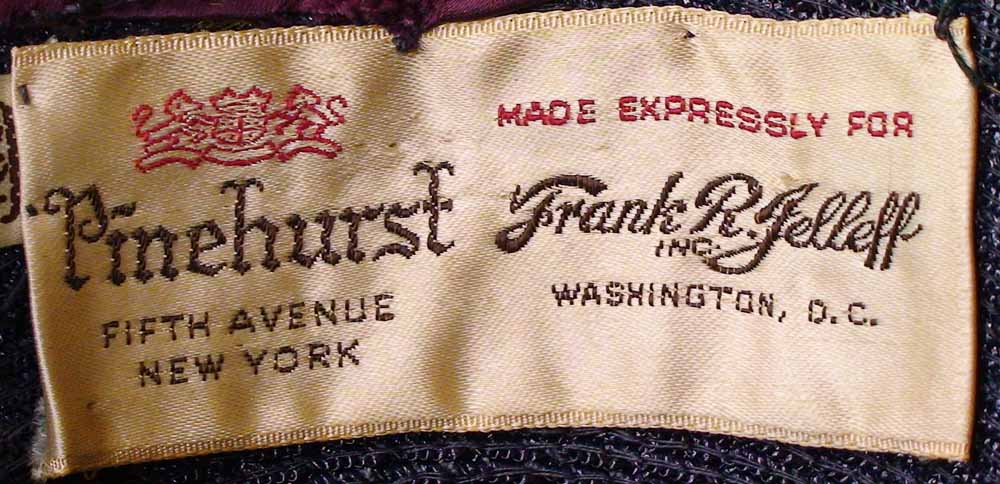 Pinehurst
FIFTH AVENUE
NEW YORK
MADE EXPRESSLY FOR
Frank R. Jelleff
INC.
WASHINGTON, D.C.